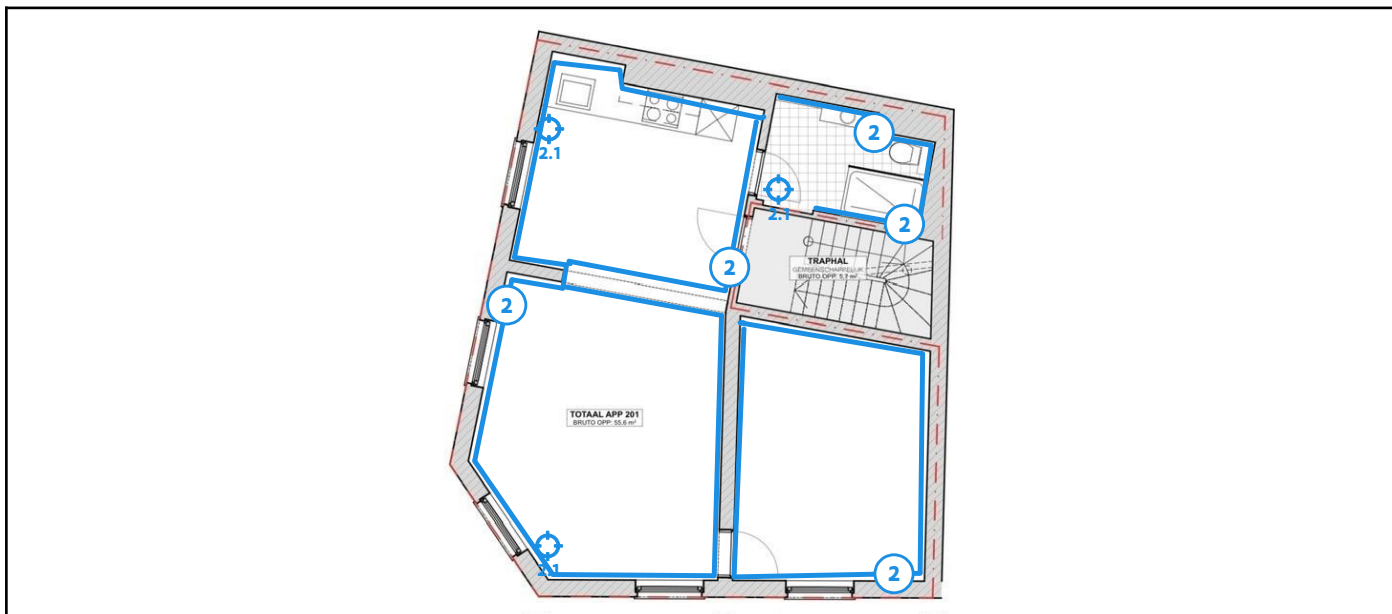 2
2.1
2.1
2
2
TRAPHAL
GEMEENSCHAPPELIJK
BRUTO OPP: 5,7 m²
2
2
TOTAAL APP 201
BRUTO OPP: 55,6 m²
2.1
2